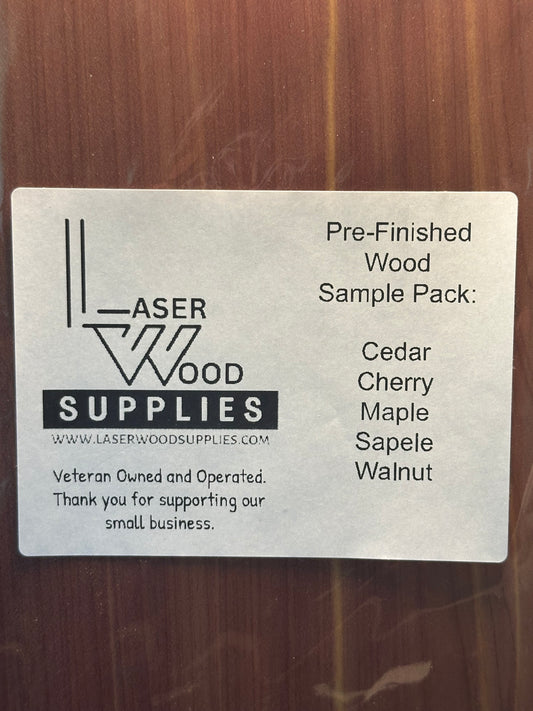 LASER
WOOD
SUPPLIES
WWW.LASERWOODSUPPLIES.COM
Veteran Owned and Operated.
Thank you for supporting our
small business.
Pre-Finished
Wood
Sample Pack:
Cedar
Cherry
Maple
Sapele
Walnut